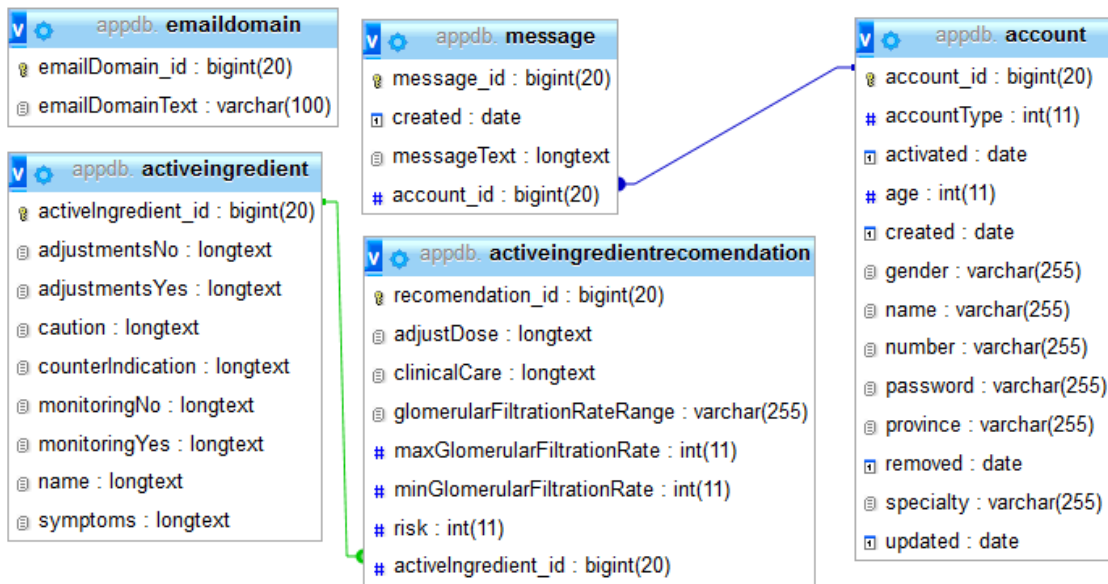 appdb. emaildomain
emailDomain_id : bigint(20)
emailDomainText : varchar(100)
appdb. activeingredient
activeIngredient_id : bigint(20)
adjustmentsNo : longtext
adjustmentsYes : longtext
caution : longtext
counterIndication : longtext
monitoringNo : longtext
monitoringYes : longtext
name : longtext
symptoms : longtext
appdb. message
message_id : bigint(20)
created : date
messageText : longtext
# account_id : bigint(20)
appdb. activeingredientrecomendation
recomendation_id : bigint(20)
adjustDose : longtext
clinicalCare : longtext
glomerularFiltrationRateRange : varchar(255)
# maxGlomerularFiltrationRate : int(11)
# minGlomerularFiltrationRate : int(11)
# risk : int(11)
# activeIngredient_id : bigint(20)
appdb. account
account_id : bigint(20)
# accountType : int(11)
activated : date
# age : int(11)
created : date
gender : varchar(255)
name : varchar(255)
number : varchar(255)
password : varchar(255)
province : varchar(255)
removed : date
specialty : varchar(255)
updated : date